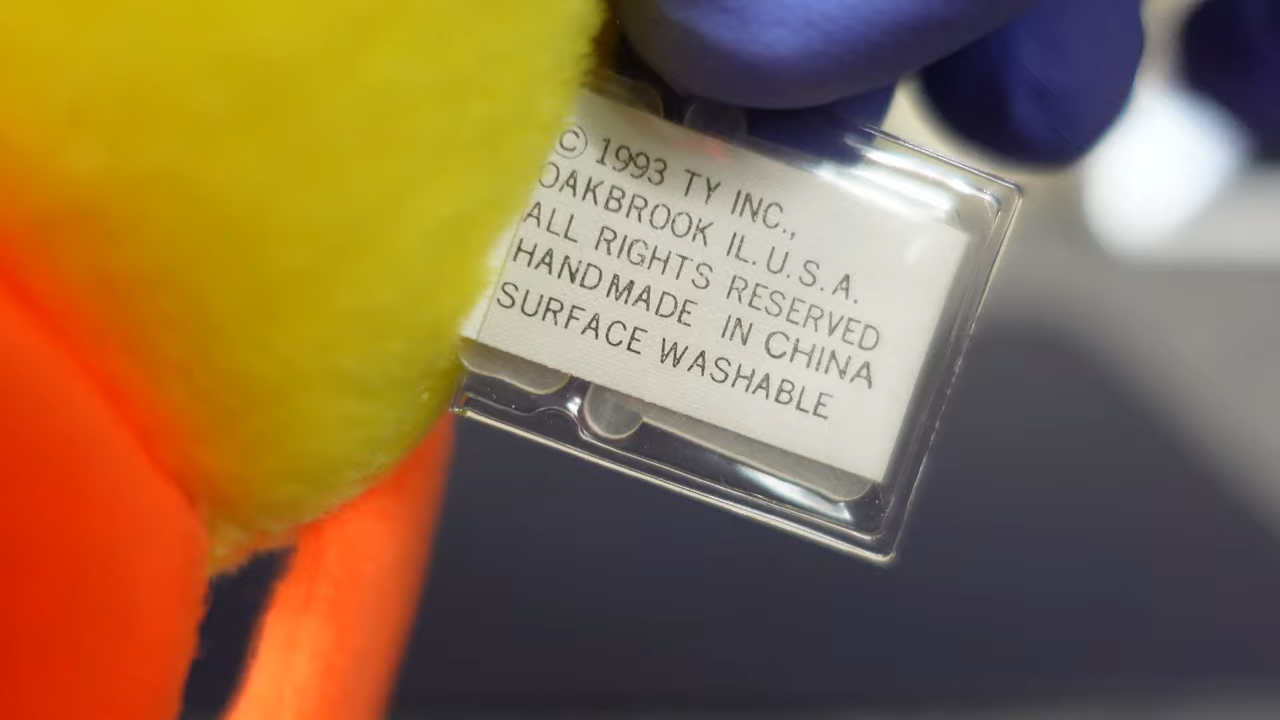 © 1993 TY INC.,
OAKBROOK IL. U.S.A.
ALL RIGHTS RESERVED
HANDMADE IN CHINA
SURFACE WASHABLE